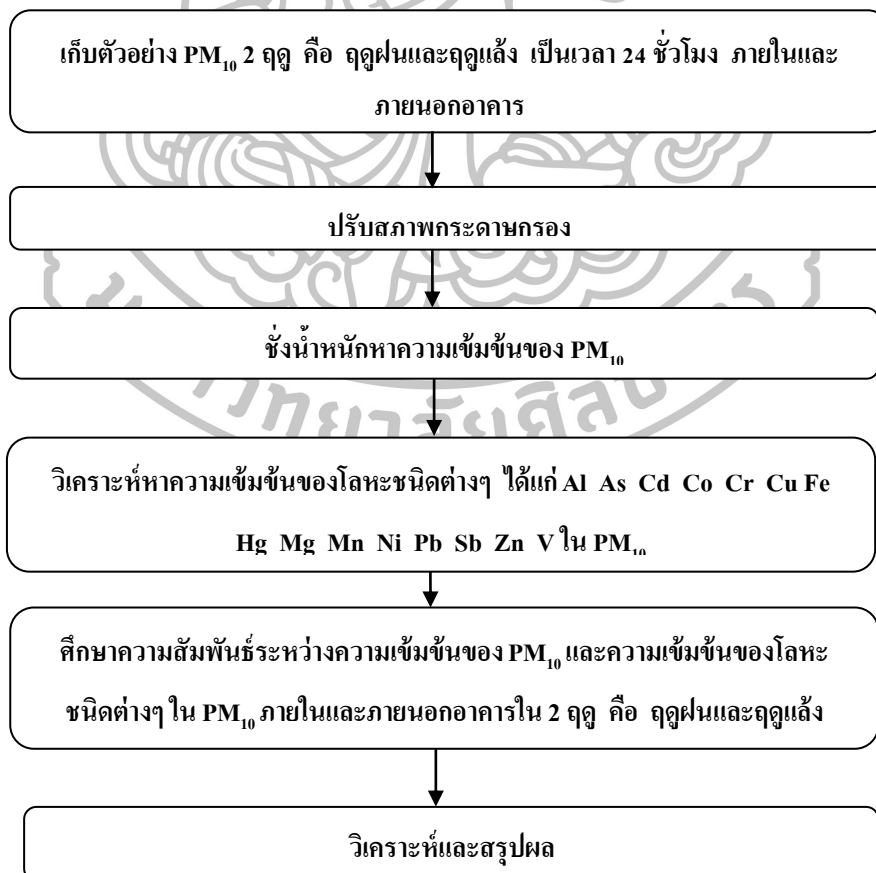 เก็บตัวอย่าง PM₁₀ 2 ฤดู คือ ฤดูฝนและฤดูแล้ง เป็นเวลา 24 ชั่วโมง ภายในและ
ภายนอกอาคาร
ปรับสภาพกระดาษกรอง
ชั่งน้ำหนักหาความเข้มข้นของ PM₁₀
วิเคราะห์หาความเข้มข้นของโลหะชนิดต่างๆ ได้แก่ Al As Cd Co Cr Cu Fe
Hg Mg Mn Ni Pb Sb Zn V ใน PM₁₀
ศึกษาความสัมพันธ์ระหว่างความเข้มข้นของ PM₁₀ และความเข้มข้นของโลหะ
ชนิดต่างๆ ใน PM₁₀ ภายในและภายนอกอาคารใน 2 ฤดู คือ ฤดูฝนและฤดูแล้ง
วิเคราะห์และสรุปผล